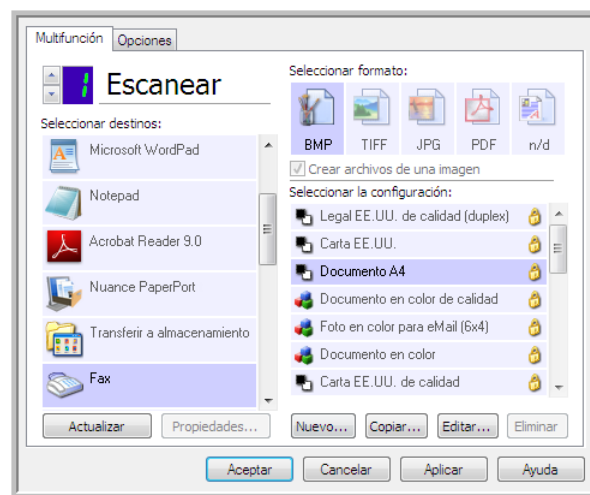 Multifunción
Opciones
1
Escanear
Seleccionar destinos:
Microsoft WordPad
Notepad
Acrobat Reader 9.0
Nuance PaperPort
Transferir a almacenamiento
Fax
Actualizar
Propiedades...
Seleccionar formato:
BMP
TIFF
JPG
PDF
n/d
Crear archivos de una imagen
Seleccionar la configuración:
Legal EE.UU. de calidad (duplex)
Carta EE.UU.
Documento A4
Documento en color de calidad
Foto en color para eMail (6x4)
Documento en color
Carta EE.UU. de calidad
Nuevo...
Copiar...
Editar...
Eliminar
Aceptar
Cancelar
Aplicar
Ayuda